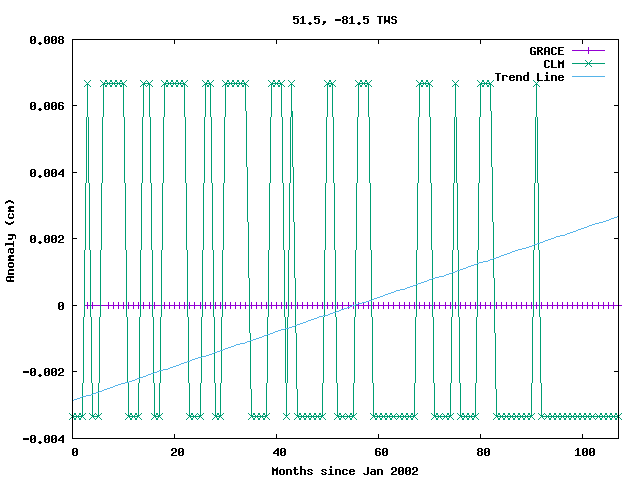 51.5, -81.5 TWS
GRACE
CLM
Trend Line
0.008
0.006
0.004
0.002
0
-0.002
-0.004
Anomaly (cm)
0 20 40 60 80 100
Months since Jan 2002